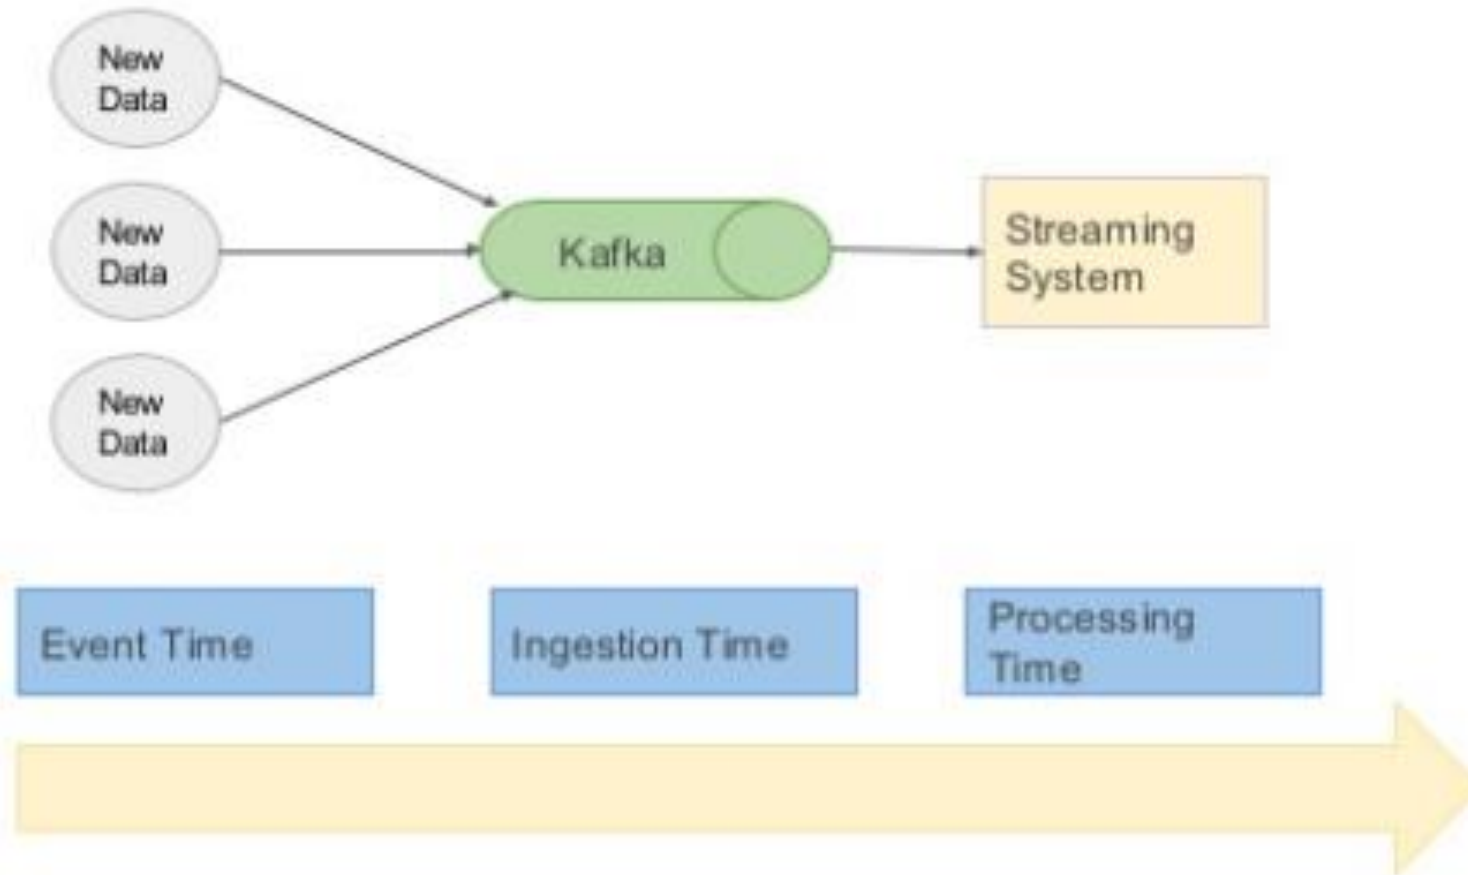 New
Data
New
Data
Kafka
Streaming
System
New
Data
Event Time
Ingestion Time
Processing
Time